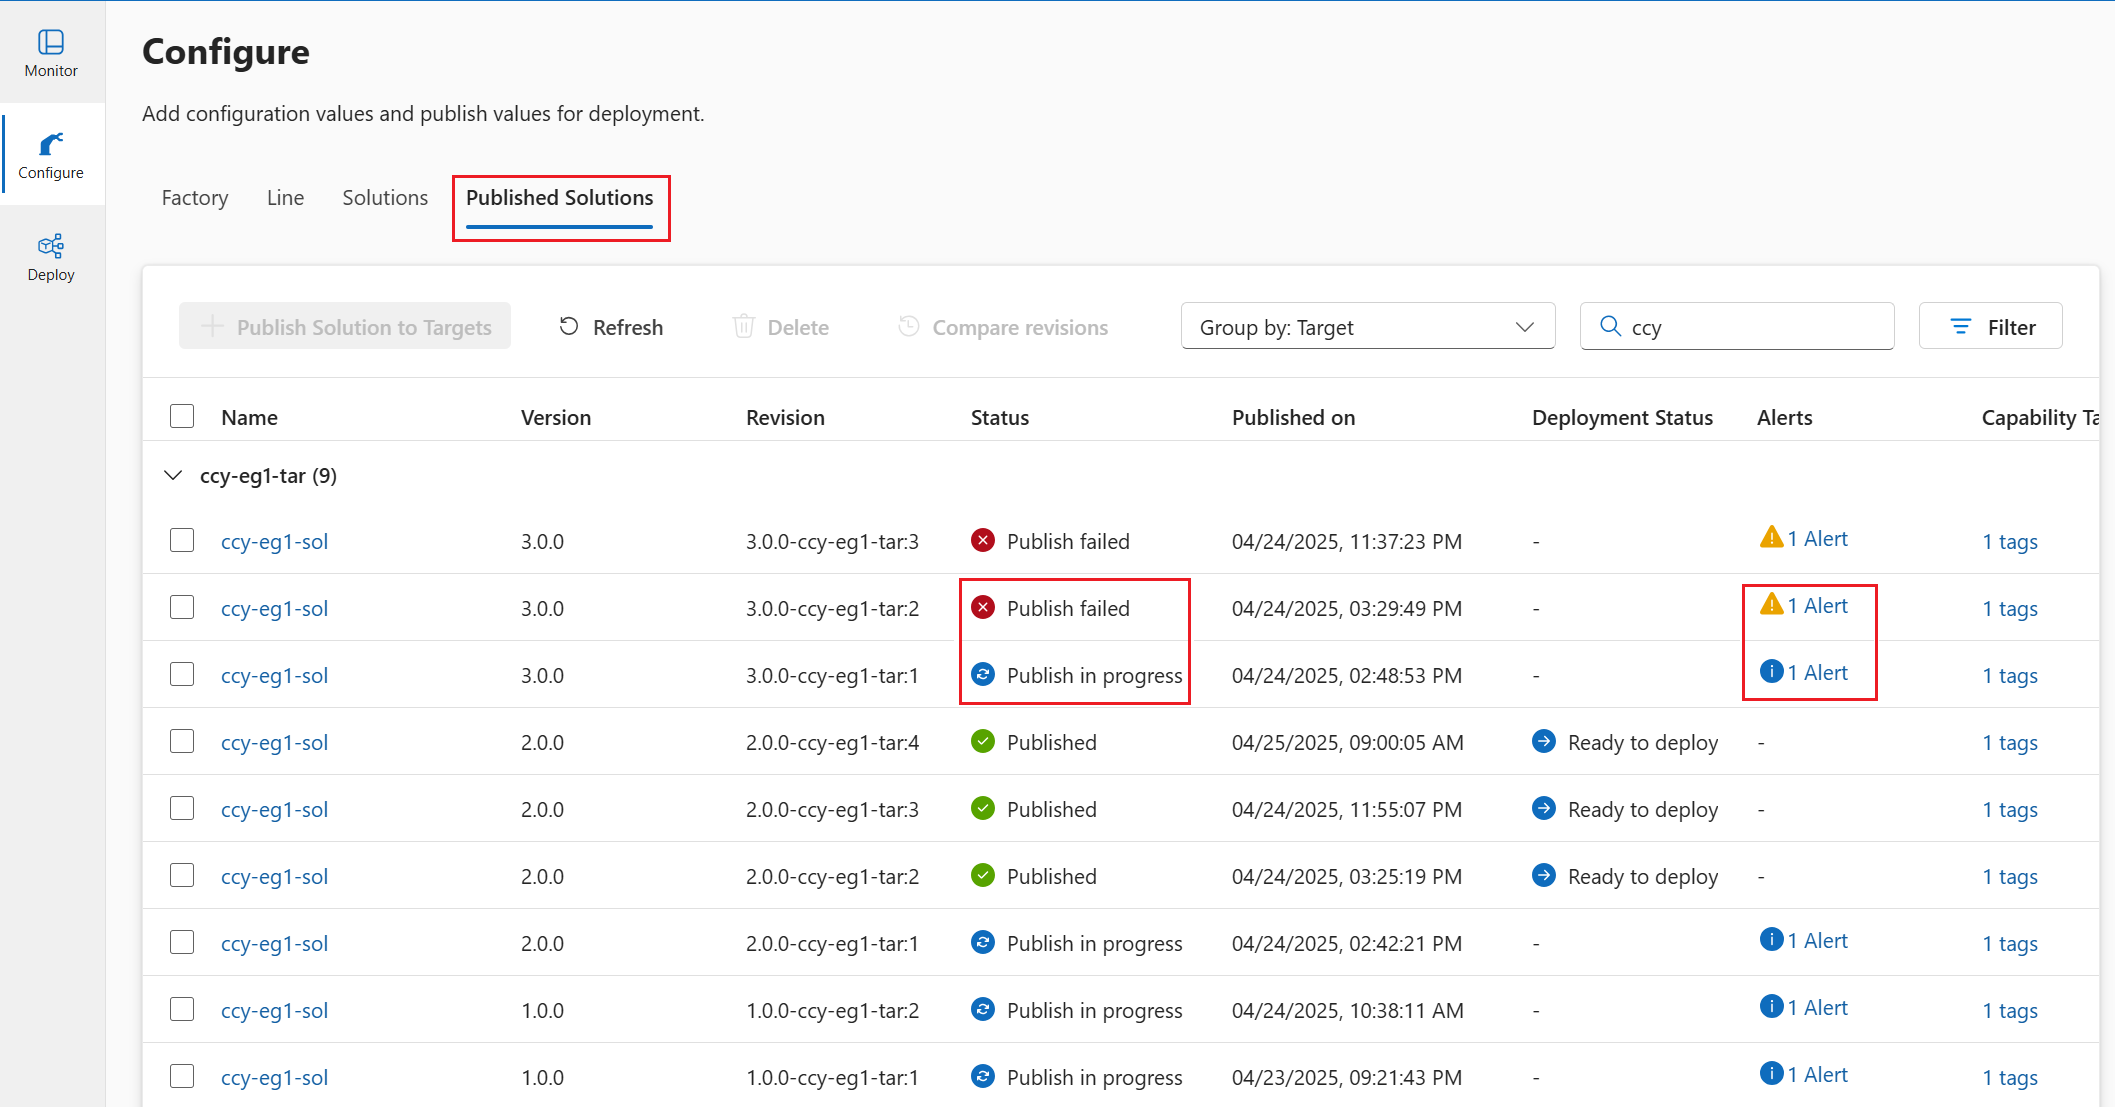 Monitor
Configure
Deploy
Configure
Add configuration values and publish values for deployment.
Factory Line Solutions Published Solutions
Publish Solution to Targets Refresh Delete Compare revisions Group by: Target ccy Filter
Name Version Revision Status Published on Deployment Status Alerts Capability Ta
ccy-eg1-tar (9)
ccy-eg1-sol 3.0.0 3.0.0-ccy-eg1-tar:3 Publish failed 04/24/2025, 11:37:23 PM - 1 Alert 1 tags
ccy-eg1-sol 3.0.0 3.0.0-ccy-eg1-tar:2 Publish failed 04/24/2025, 03:29:49 PM - 1 Alert 1 tags
ccy-eg1-sol 3.0.0 3.0.0-ccy-eg1-tar:1 Publish in progress 04/24/2025, 02:48:53 PM - 1 Alert 1 tags
ccy-eg1-sol 2.0.0 2.0.0-ccy-eg1-tar:4 Published 04/25/2025, 09:00:05 AM Ready to deploy - 1 tags
ccy-eg1-sol 2.0.0 2.0.0-ccy-eg1-tar:3 Published 04/24/2025, 11:55:07 PM Ready to deploy - 1 tags
ccy-eg1-sol 2.0.0 2.0.0-ccy-eg1-tar:2 Published 04/24/2025, 03:25:19 PM Ready to deploy - 1 tags
ccy-eg1-sol 2.0.0 2.0.0-ccy-eg1-tar:1 Publish in progress 04/24/2025, 02:42:21 PM - 1 Alert 1 tags
ccy-eg1-sol 1.0.0 1.0.0-ccy-eg1-tar:2 Publish in progress 04/24/2025, 10:38:11 AM - 1 Alert 1 tags
ccy-eg1-sol 1.0.0 1.0.0-ccy-eg1-tar:1 Publish in progress 04/23/2025, 09:21:43 PM - 1 Alert 1 tags